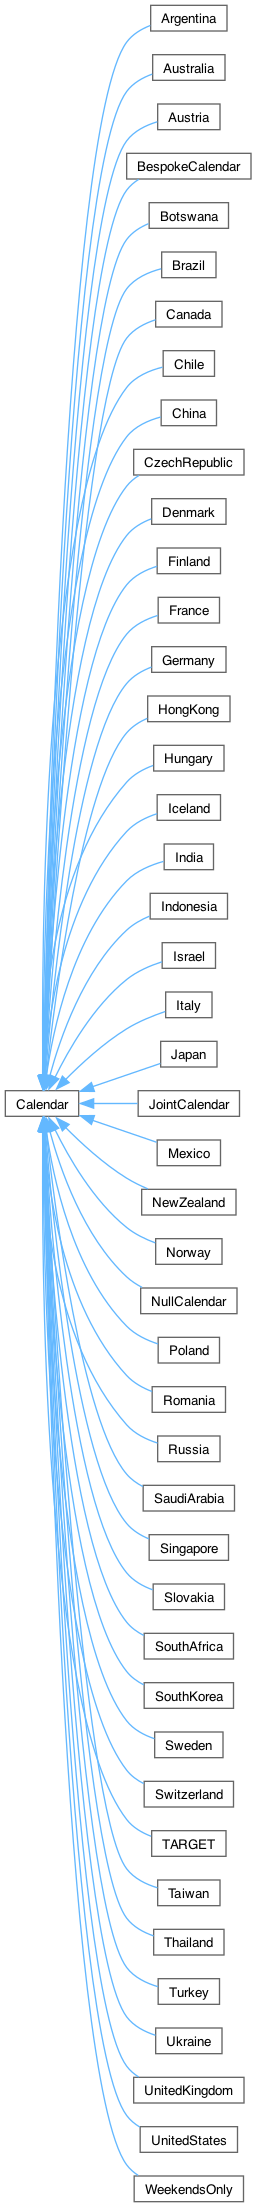 Argentina
Australia
Austria
BespokeCalendar
Botswana
Brazil
Canada
Chile
China
CzechRepublic
Denmark
Finland
France
Germany
HongKong
Hungary
Iceland
India
Indonesia
Israel
Italy
Japan
Calendar
JointCalendar
Mexico
NewZealand
Norway
NullCalendar
Poland
Romania
Russia
SaudiArabia
Singapore
Slovakia
SouthAfrica
SouthKorea
Sweden
Switzerland
TARGET
Taiwan
Thailand
Turkey
Ukraine
UnitedKingdom
UnitedStates
WeekendsOnly